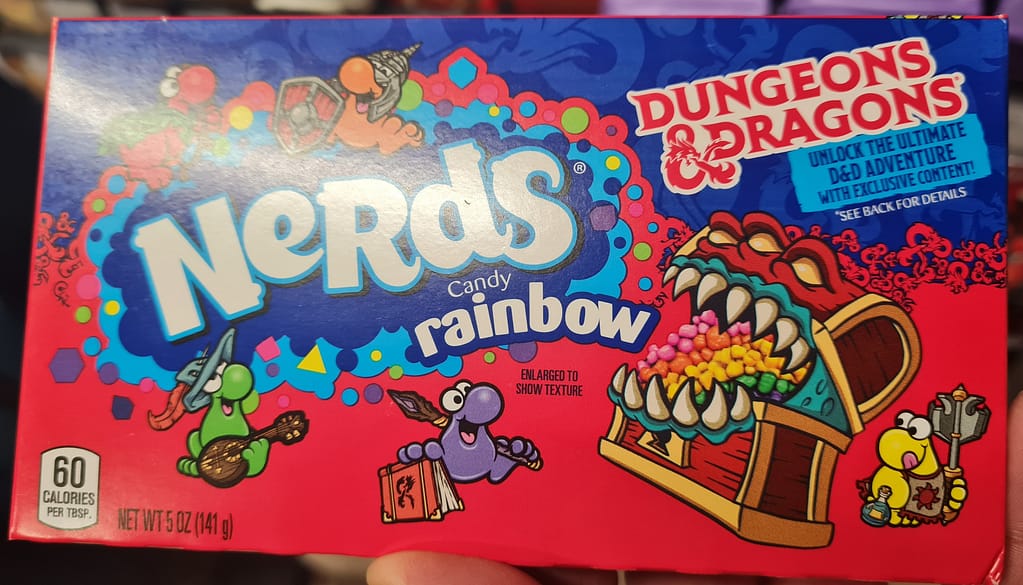 DUNGEONS
& DRAGONS®
UNLOCK THE ULTIMATE
D&D ADVENTURE
WITH EXCLUSIVE CONTENT!
*SEE BACK FOR DETAILS
NeRdS®
Candy
rainbow
ENLARGED TO
SHOW TEXTURE
60
CALORIES
PER TBSP.
NET WT 5 OZ (141 g)